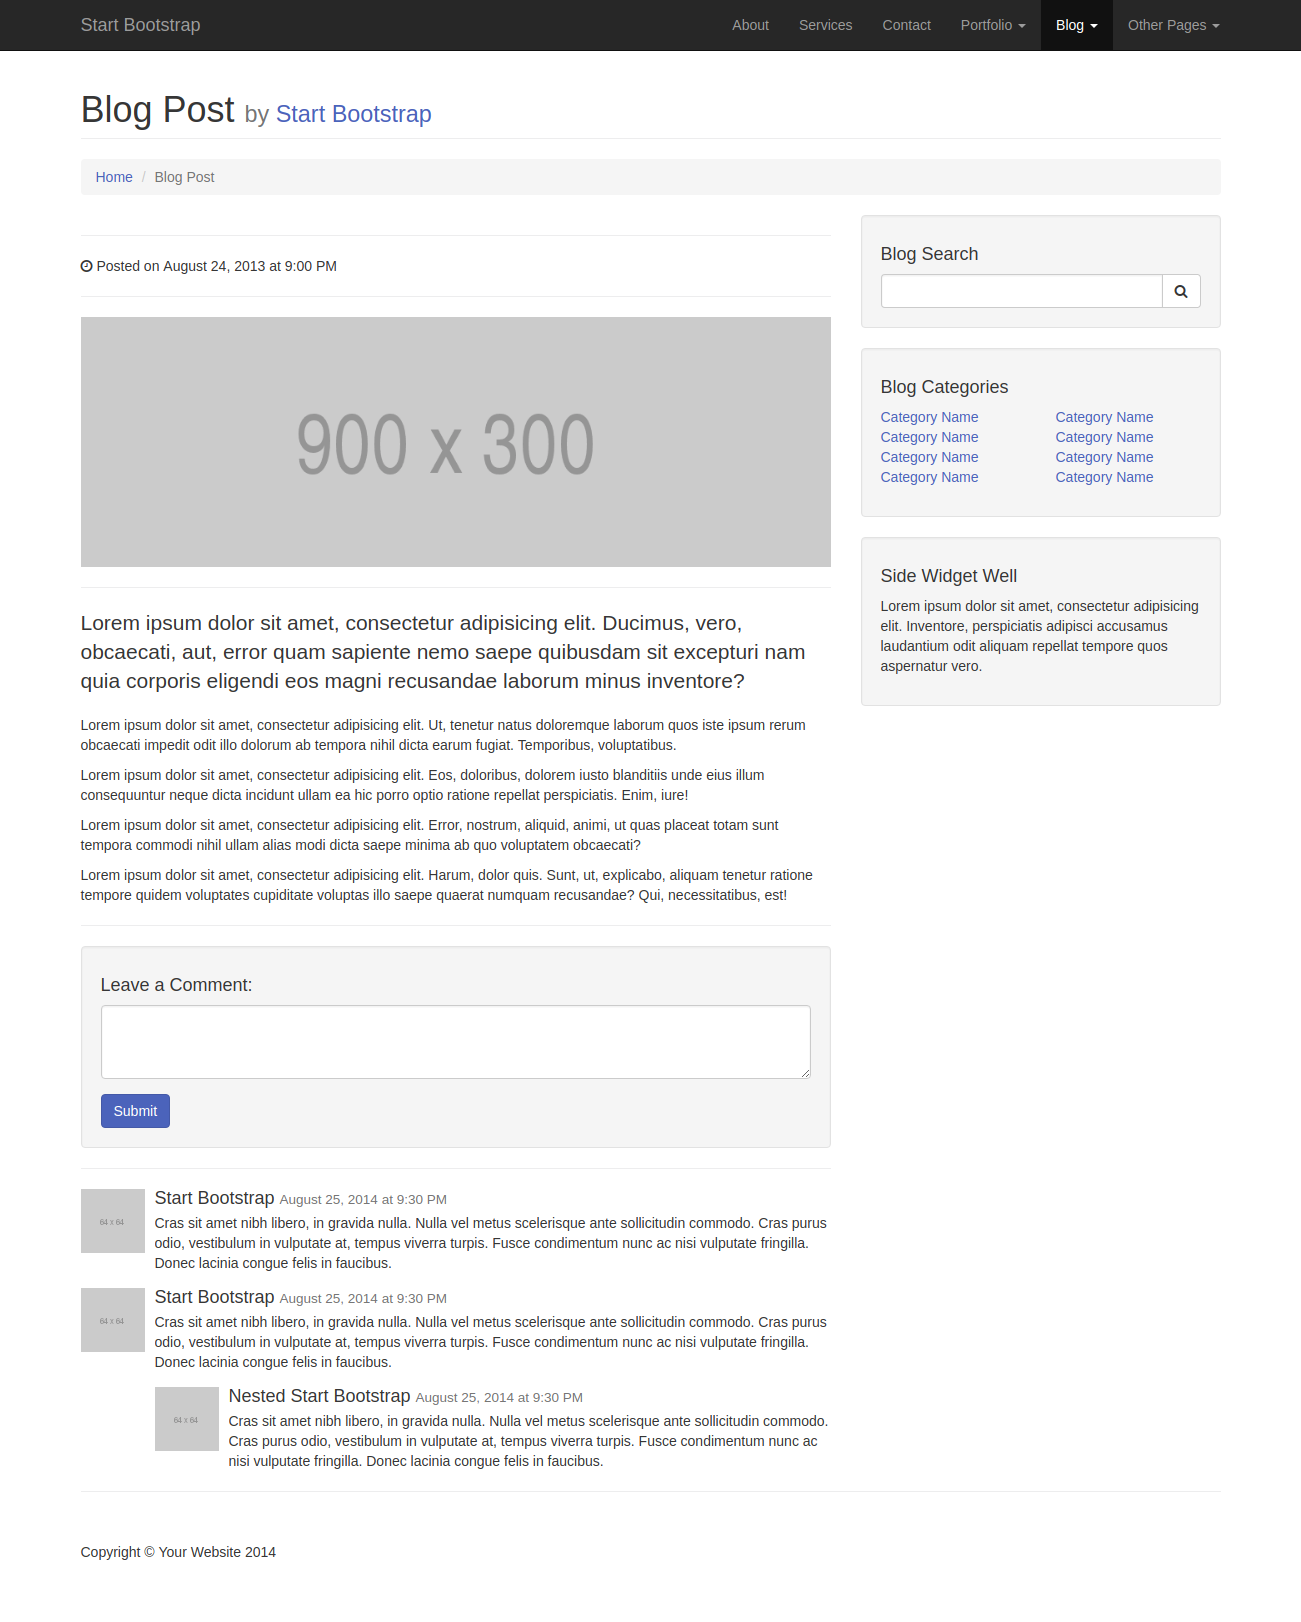 Start Bootstrap
About Services Contact Portfolio Blog Other Pages
Blog Post by Start Bootstrap
Home / Blog Post
Posted on August 24, 2013 at 9:00 PM
900 x 300
Lorem ipsum dolor sit amet, consectetur adipisicing elit. Ducimus, vero,
obcaecati, aut, error quam sapiente nemo saepe quibusdam sit excepturi nam
quia corporis eligendi eos magni recusandae laborum minus inventore?
Lorem ipsum dolor sit amet, consectetur adipisicing elit. Ut, tenetur natus doloremque laborum quos iste ipsum rerum
obcaecati impedit odit illo dolorum ab tempora nihil dicta earum fugiat. Temporibus, voluptatibus.
Lorem ipsum dolor sit amet, consectetur adipisicing elit. Eos, doloribus, dolorem iusto blanditiis unde eius illum
consequuntur neque dicta incidunt ullam ea hic porro optio ratione repellat perspiciatis. Enim, iure!
Lorem ipsum dolor sit amet, consectetur adipisicing elit. Error, nostrum, aliquid, animi, ut quas placeat totam sunt
tempora commodi nihil ullam alias modi dicta saepe minima ab quo voluptatem obcaecati?
Lorem ipsum dolor sit amet, consectetur adipisicing elit. Harum, dolor quis. Sunt, ut, explicabo, aliquam tenetur ratione
tempore quidem voluptates cupiditate voluptas illo saepe quaerat numquam recusandae? Qui, necessitatibus, est!
Leave a Comment:
Submit
64 x 64
Start Bootstrap August 25, 2014 at 9:30 PM
Cras sit amet nibh libero, in gravida nulla. Nulla vel metus scelerisque ante sollicitudin commodo. Cras purus
odio, vestibulum in vulputate at, tempus viverra turpis. Fusce condimentum nunc ac nisi vulputate fringilla.
Donec lacinia congue felis in faucibus.
64 x 64
Start Bootstrap August 25, 2014 at 9:30 PM
Cras sit amet nibh libero, in gravida nulla. Nulla vel metus scelerisque ante sollicitudin commodo. Cras purus
odio, vestibulum in vulputate at, tempus viverra turpis. Fusce condimentum nunc ac nisi vulputate fringilla.
Donec lacinia congue felis in faucibus.
64 x 64
Nested Start Bootstrap August 25, 2014 at 9:30 PM
Cras sit amet nibh libero, in gravida nulla. Nulla vel metus scelerisque ante sollicitudin commodo.
Cras purus odio, vestibulum in vulputate at, tempus viverra turpis. Fusce condimentum nunc ac
nisi vulputate fringilla. Donec lacinia congue felis in faucibus.
Blog Search
Blog Categories
Category Name Category Name
Category Name Category Name
Category Name Category Name
Category Name Category Name
Side Widget Well
Lorem ipsum dolor sit amet, consectetur adipisicing
elit. Inventore, perspiciatis adipisci accusamus
laudantium odit aliquam repellat tempore quos
aspernatur vero.
Copyright © Your Website 2014